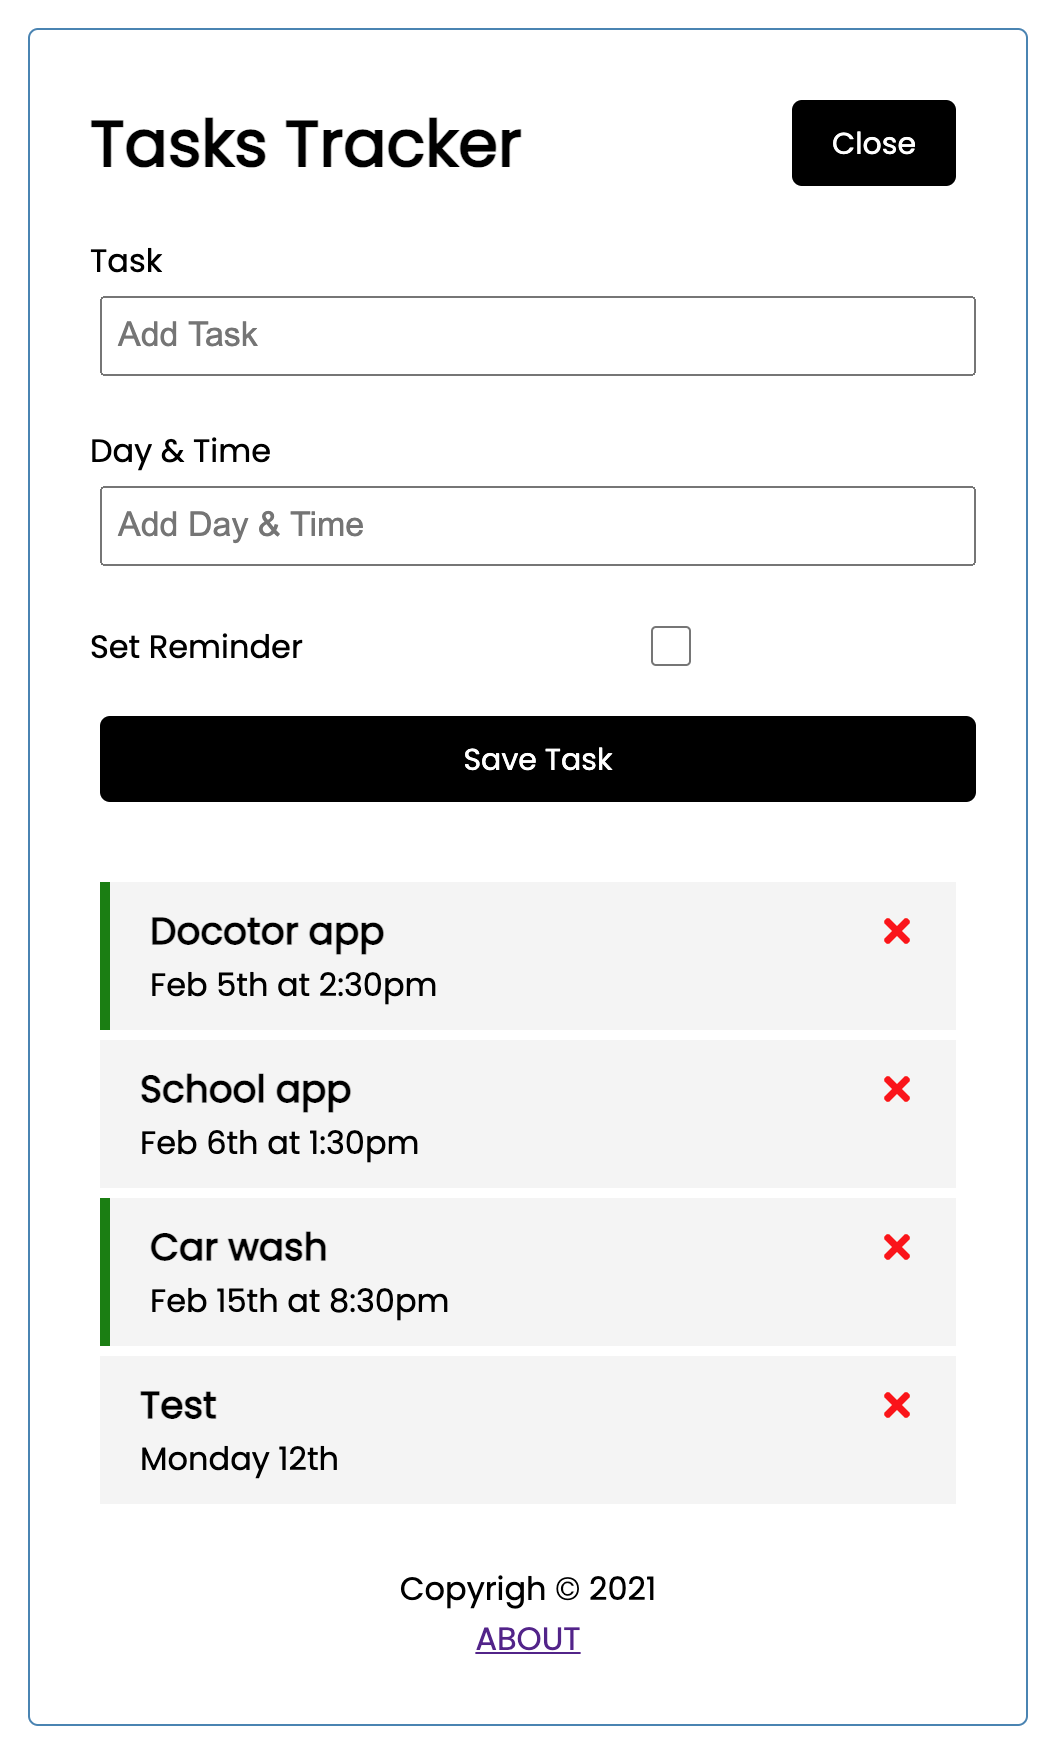 Tasks Tracker
Close
Task
Add Task
Day & Time
Add Day & Time
Set Reminder
Save Task
Docotor app
Feb 5th at 2:30pm
School app
Feb 6th at 1:30pm
Car wash
Feb 15th at 8:30pm
Test
Monday 12th
Copyrigh © 2021
ABOUT